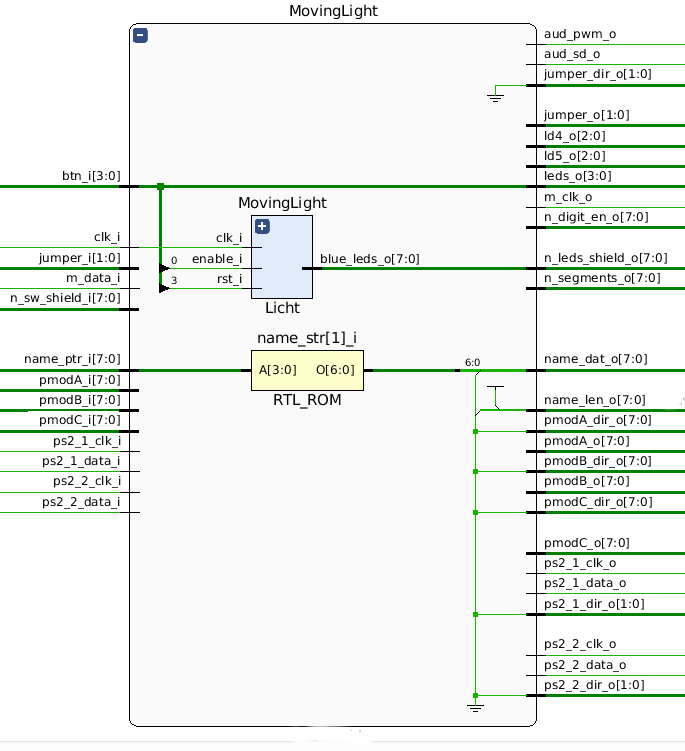 MovingLight
aud_pwm_o
aud_sd_o
jumper_dir_o[1:0]
jumper_o[1:0]
ld4_o[2:0]
ld5_o[2:0]
btn_i[3:0]
leds_o[3:0]
m_clk_o
MovingLight
n_digit_en_o[7:0]
clk_i
clk_i
jumper_i[1:0]
0
enable_i
blue_leds_o[7:0]
n_leds_shield_o[7:0]
m_data_i
3
rst_i
n_segments_o[7:0]
n_sw_shield_i[7:0]
Licht
name_str[1]_i
name_ptr_i[7:0]
A[3:0]
O[6:0]
6:0
name_dat_o[7:0]
RTL_ROM
pmodA_i[7:0]
pmodB_i[7:0]
name_len_o[7:0]
pmodC_i[7:0]
pmodA_dir_o[7:0]
ps2_1_clk_i
pmodA_o[7:0]
ps2_1_data_i
pmodB_dir_o[7:0]
ps2_2_clk_i
pmodB_o[7:0]
ps2_2_data_i
pmodC_dir_o[7:0]
pmodC_o[7:0]
ps2_1_clk_o
ps2_1_data_o
ps2_1_dir_o[1:0]
ps2_2_clk_o
ps2_2_data_o
ps2_2_dir_o[1:0]
MovingLight